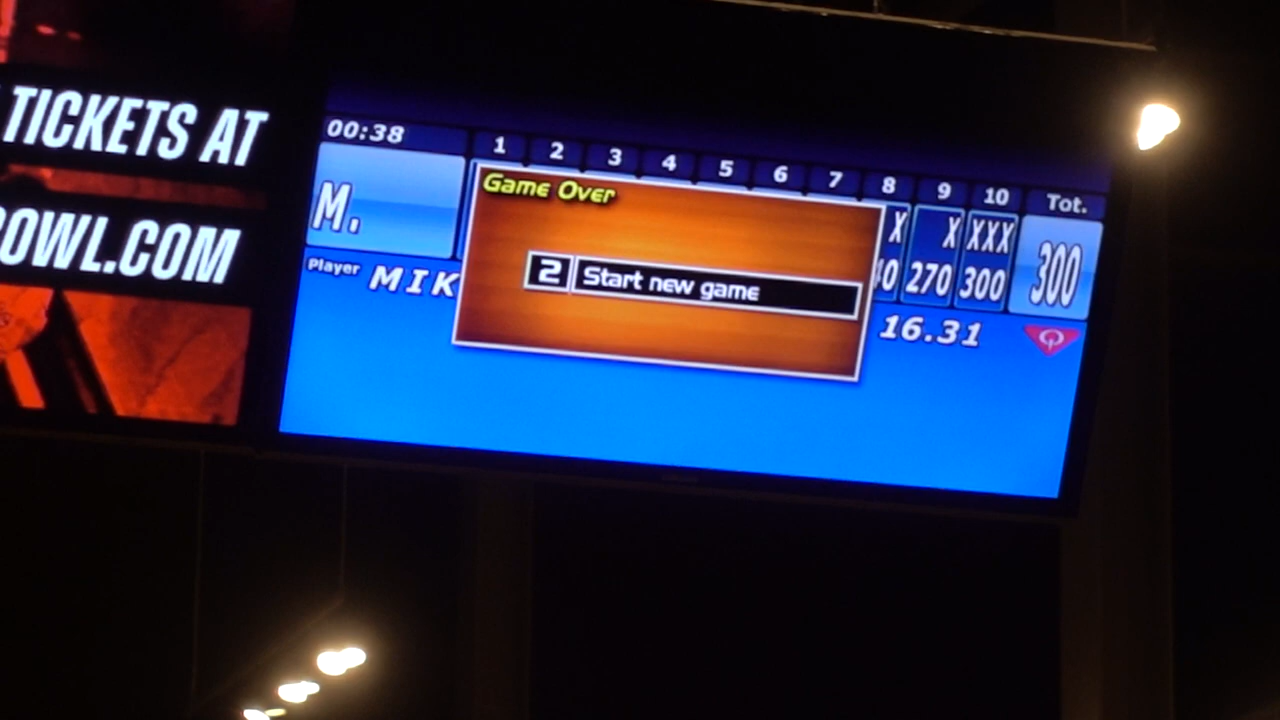 TICKETS AT
OWL.COM
00:38 1 2 3 4 5 6 7 8 9 10 Tot.
M. X X XXX
40 270 300 300
Player MIK 16.31
Game Over
2 Start new game